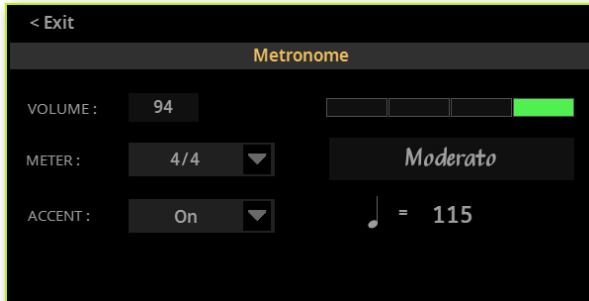 < Exit
Metronome
VOLUME : 94
METER : 4/4 Moderato
ACCENT : On = 115